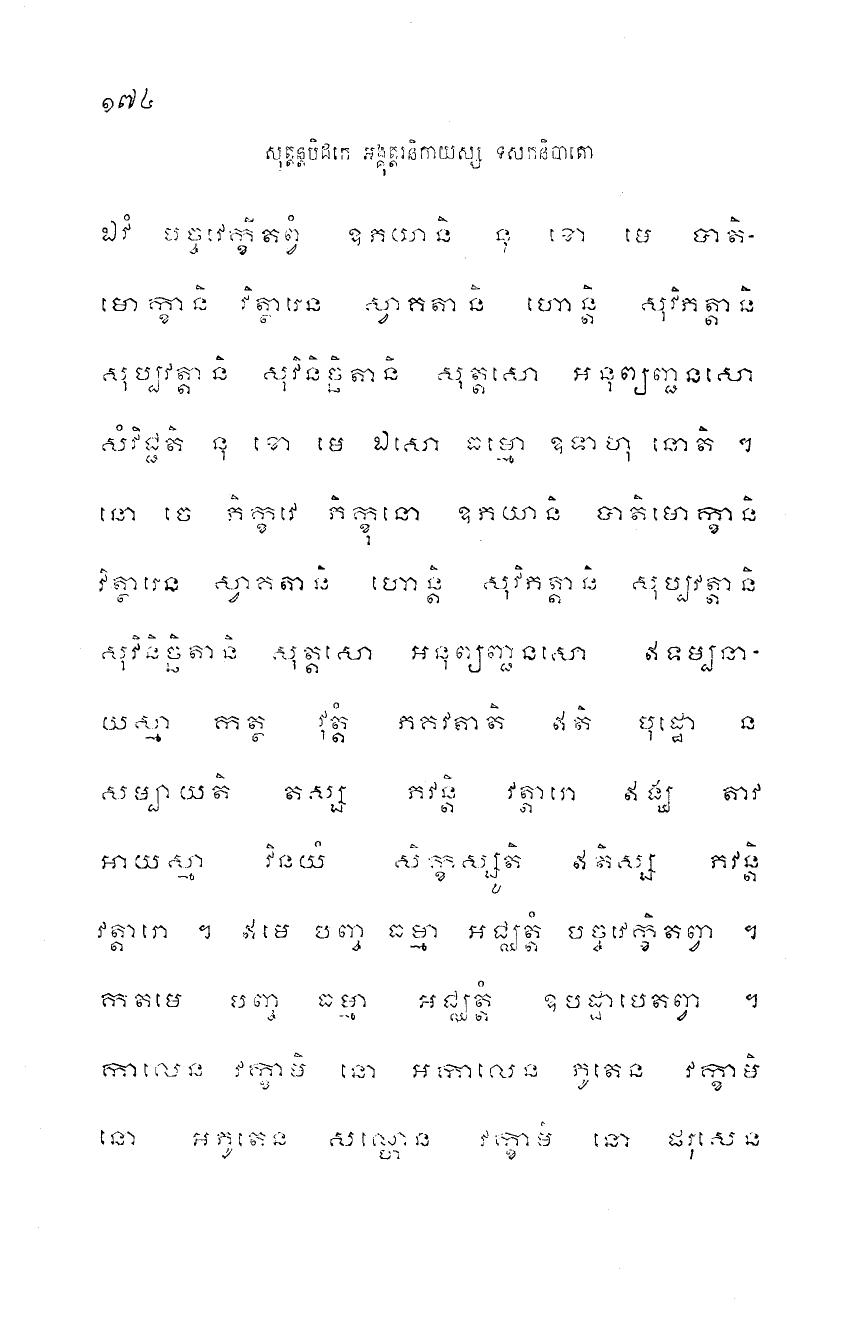 ១៧៤
សុត្តន្តបិដកេ អង្គុត្តរនិកាយស្ស ទសកនិបាតោ
ឯវំ បច្ចវេក្ខិតព្វំ ឧភយានិ នុ ខោ មេ បាតិ-
មោក្ខានិ វិត្ថារេន ស្វាគតានិ ហោន្តិ សុវិភត្តានិ
សុប្បវត្តានិ សុវិនិច្ឆិតានិ សុត្តសោ អនុព្យញ្ជនសោ
សំវិជ្ជតិ នុ ខោ មេ ឯសោ ធម្មោ ឧទាហុ នោតិ ។
នោ ចេ ភិក្ខវេ ភិក្ខុនោ ឧភយានិ បាតិមោក្ខានិ
វិត្ថារេន ស្វាគតានិ ហោន្តិ សុវិភត្តានិ សុប្បវត្តានិ
សុវិនិច្ឆិតានិ សុត្តសោ អនុព្យញ្ជនសោ ឥទម្បនា-
យស្មា កត្ថ វុត្តំ ភគវតាតិ ឥតិ បុដ្ឋោ ន
សម្បាយតិ តស្ស ភវន្តិ វត្តារោ ឥង្ឃ តាវ
អាយស្មា វិនយំ សិក្ខស្សូតិ ឥតិស្ស ភវន្តិ
វត្តារោ ។ ឥមេ បញ្ច ធម្មា អជ្ឈត្តំ បច្ចវេក្ខិតព្វា ។
កតមេ បញ្ច ធម្មា អជ្ឈត្តំ ឧបដ្ឋាបេតព្វា ។
កាលេន វក្ខាមិ នោ អកាលេន ភូតេន វក្ខាមិ
នោ អភូតេន សណ្ហេន វក្ខាមិ នោ ផរុសេន